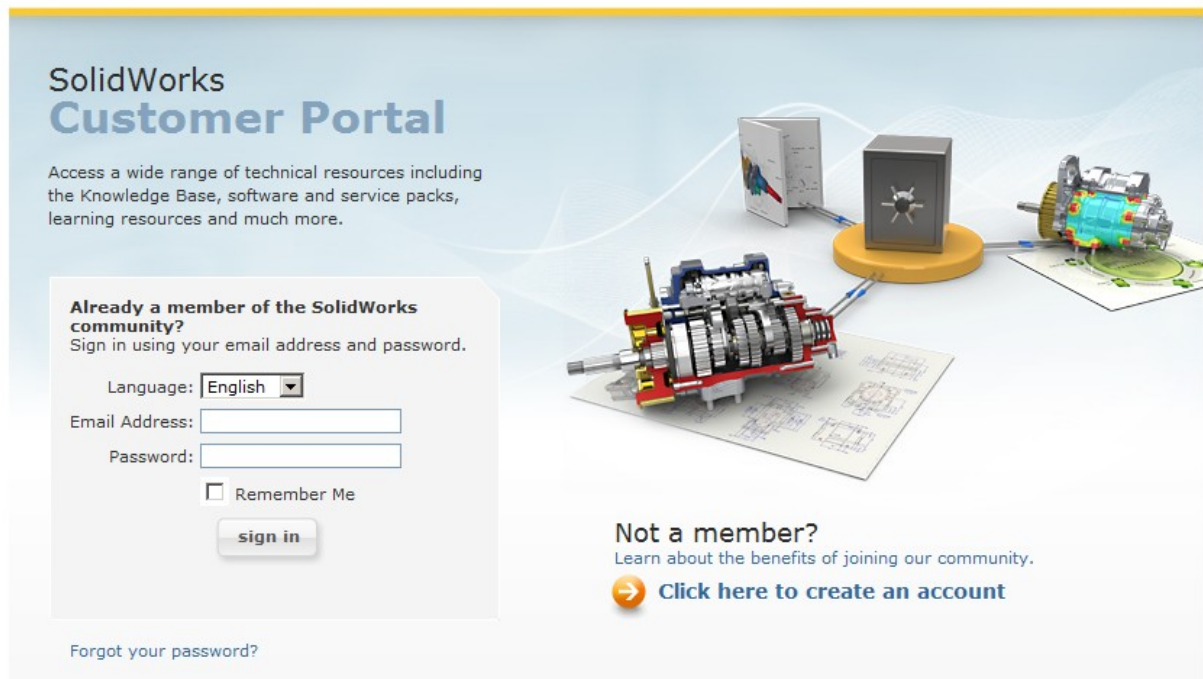 SolidWorks
Customer Portal
Access a wide range of technical resources including
the Knowledge Base, software and service packs,
learning resources and much more.
Already a member of the SolidWorks
community?
Sign in using your email address and password.
Language: English
Email Address:
Password:
Remember Me
sign in
Forgot your password?
Not a member?
Learn about the benefits of joining our community.
Click here to create an account